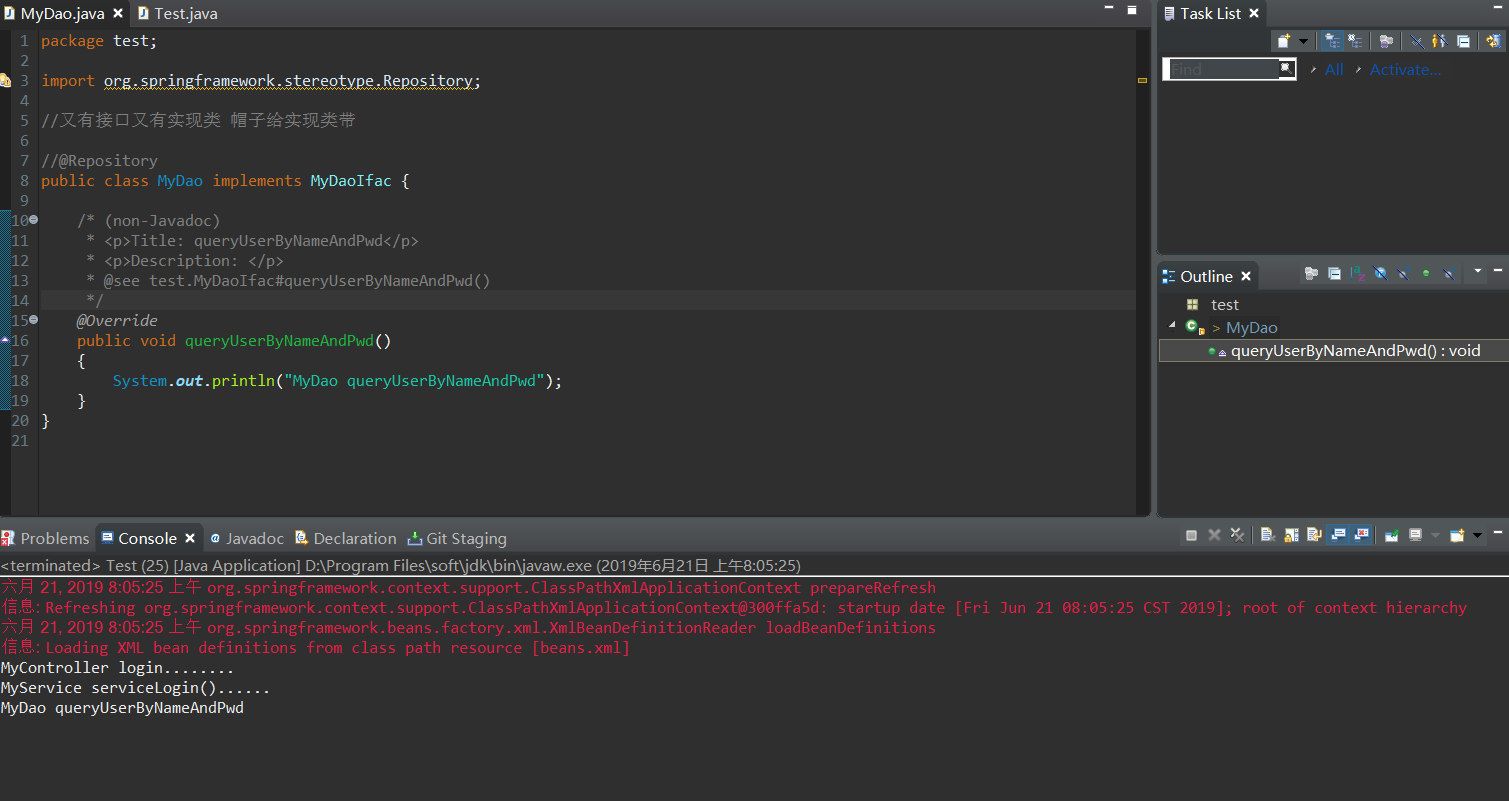 MyDao.java Test.java
1 package test;
2
3 import org.springframework.stereotype.Repository;
4
5 //又有接口又有实现类 帽子给实现类带
6
7 //@Repository
8 public class MyDao implements MyDaoIfac {
9
10 /* (non-Javadoc)
11 * <p>Title: queryUserByNameAndPwd</p>
12 * <p>Description: </p>
13 * @see test.MyDaoIfac#queryUserByNameAndPwd()
14 */
15 @Override
16 public void queryUserByNameAndPwd()
17 {
18 System.out.println("MyDao queryUserByNameAndPwd");
19 }
20 }
21
Task List
Find All Activate...
Outline
test
> MyDao
queryUserByNameAndPwd() : void
Problems Console Javadoc Declaration Git Staging
<terminated> Test (25) [Java Application] D:\Program Files\soft\jdk\bin\javaw.exe (2019年6月21日 上午8:05:25)
六月 21, 2019 8:05:25 上午 org.springframework.context.support.ClassPathXmlApplicationContext prepareRefresh
信息: Refreshing org.springframework.context.support.ClassPathXmlApplicationContext@300ffa5d: startup date [Fri Jun 21 08:05:25 CST 2019]; root of context hierarchy
六月 21, 2019 8:05:25 上午 org.springframework.beans.factory.xml.XmlBeanDefinitionReader loadBeanDefinitions
信息: Loading XML bean definitions from class path resource [beans.xml]
MyController login........
MyService serviceLogin()......
MyDao queryUserByNameAndPwd